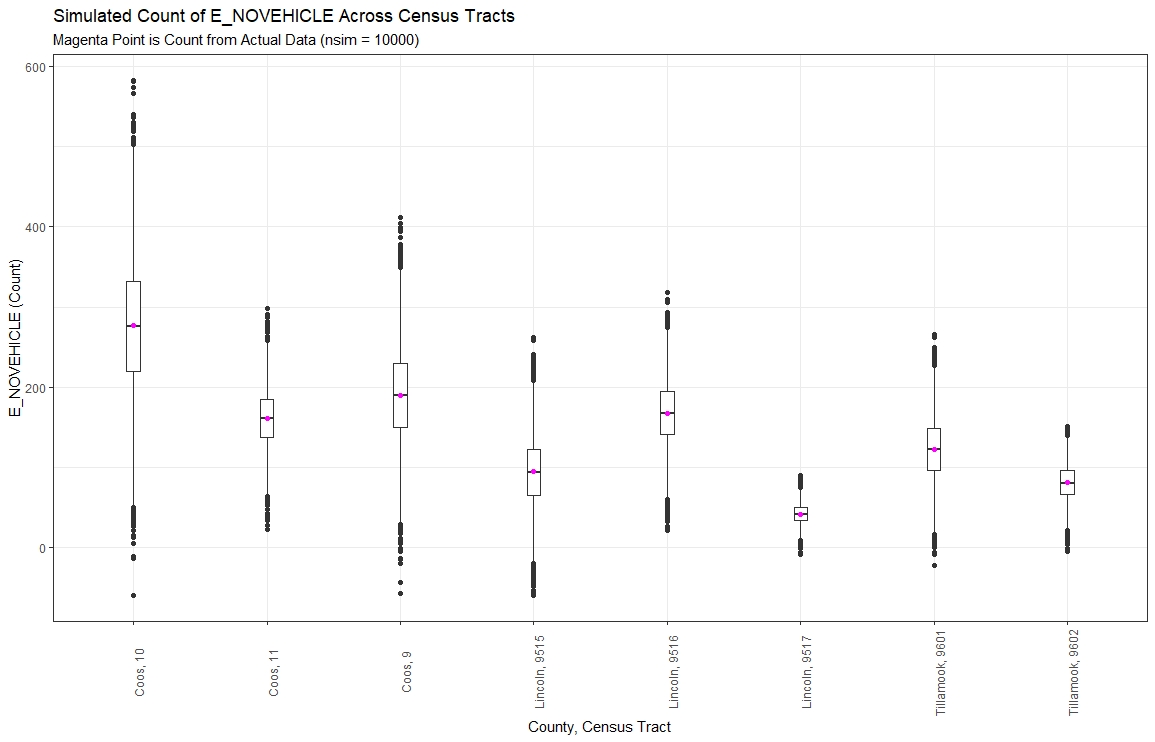 Simulated Count of E_NOVEHICLE Across Census Tracts
Magenta Point is Count from Actual Data (nsim = 10000)
E_NOVEHICLE (Count)
600
400
200
0
Coos, 10
Coos, 11
Coos, 9
Lincoln, 9515
Lincoln, 9516
Lincoln, 9517
Tillamook, 9601
Tillamook, 9602
County, Census Tract